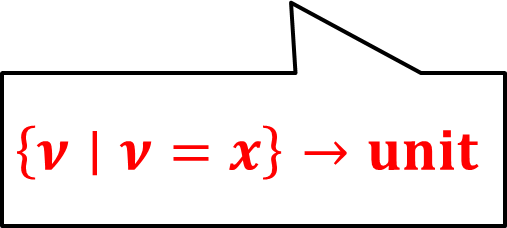 {ν ∣ ν = x} → unit